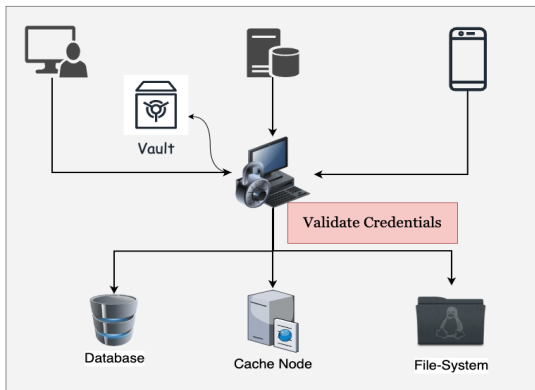 Vault
Validate Credentials
Database
Cache Node
File-System